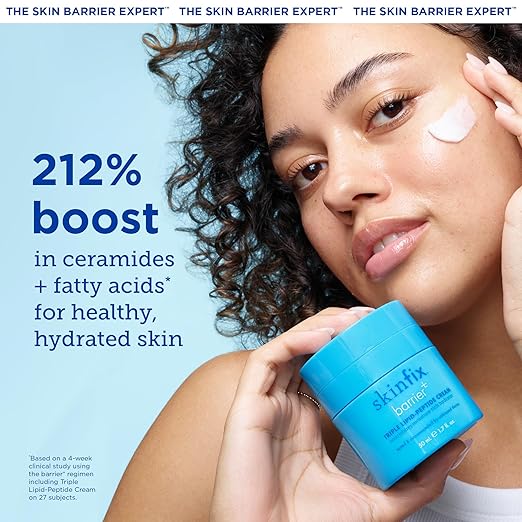 THE SKIN BARRIER EXPERT™ THE SKIN BARRIER EXPERT™ THE SKIN BARRIER EXPERT™
212%
boost
in ceramides
+ fatty acids*
for healthy,
hydrated skin
skinfix
barrier+
TRIPLE LIPID-PEPTIDE CREAM
50 mL ℮ 1.7 fl. oz.
*Based on a 4-week
clinical study using
the barrier+ regimen
including Triple
Lipid-Peptide Cream
on 27 subjects.